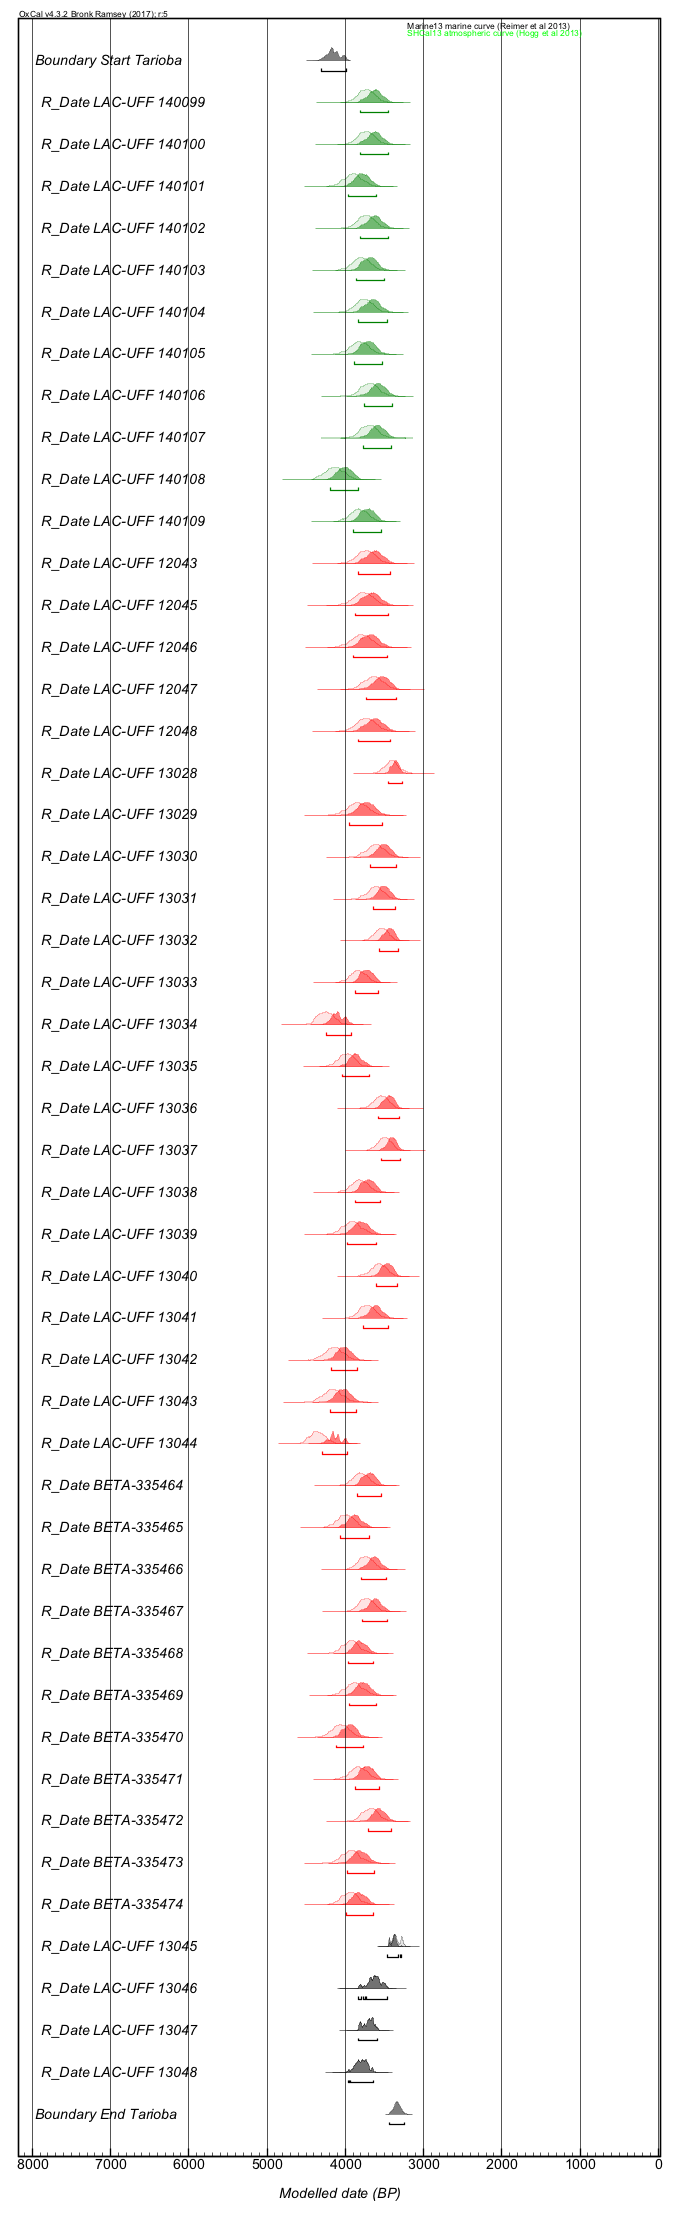 OxCal v4.3.2 Bronk Ramsey (2017); r:5
Marine13 marine curve (Reimer et al 2013)
SHCal13 atmospheric curve (Hogg et al 2013)
Boundary Start Tarioba
R_Date LAC-UFF 140099
R_Date LAC-UFF 140100
R_Date LAC-UFF 140101
R_Date LAC-UFF 140102
R_Date LAC-UFF 140103
R_Date LAC-UFF 140104
R_Date LAC-UFF 140105
R_Date LAC-UFF 140106
R_Date LAC-UFF 140107
R_Date LAC-UFF 140108
R_Date LAC-UFF 140109
R_Date LAC-UFF 12043
R_Date LAC-UFF 12045
R_Date LAC-UFF 12046
R_Date LAC-UFF 12047
R_Date LAC-UFF 12048
R_Date LAC-UFF 13028
R_Date LAC-UFF 13029
R_Date LAC-UFF 13030
R_Date LAC-UFF 13031
R_Date LAC-UFF 13032
R_Date LAC-UFF 13033
R_Date LAC-UFF 13034
R_Date LAC-UFF 13035
R_Date LAC-UFF 13036
R_Date LAC-UFF 13037
R_Date LAC-UFF 13038
R_Date LAC-UFF 13039
R_Date LAC-UFF 13040
R_Date LAC-UFF 13041
R_Date LAC-UFF 13042
R_Date LAC-UFF 13043
R_Date LAC-UFF 13044
R_Date BETA-335464
R_Date BETA-335465
R_Date BETA-335466
R_Date BETA-335467
R_Date BETA-335468
R_Date BETA-335469
R_Date BETA-335470
R_Date BETA-335471
R_Date BETA-335472
R_Date BETA-335473
R_Date BETA-335474
R_Date LAC-UFF 13045
R_Date LAC-UFF 13046
R_Date LAC-UFF 13047
R_Date LAC-UFF 13048
Boundary End Tarioba
8000 7000 6000 5000 4000 3000 2000 1000 0
Modelled date (BP)